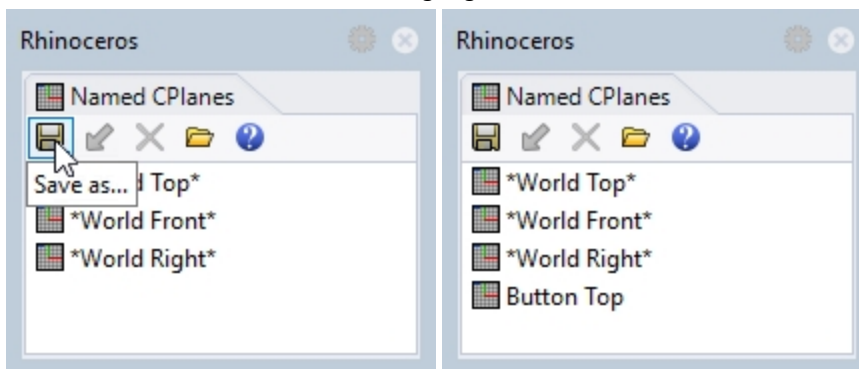 Rhinoceros
Named CPlanes
Save as...
d Top*
*World Front*
*World Right*
Rhinoceros
Named CPlanes
*World Top*
*World Front*
*World Right*
Button Top